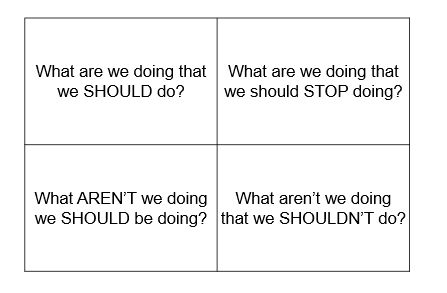 What are we doing that
we SHOULD do?
What are we doing that
we should STOP doing?
What AREN'T we doing
we SHOULD be doing?
What aren't we doing
that we SHOULDN'T do?